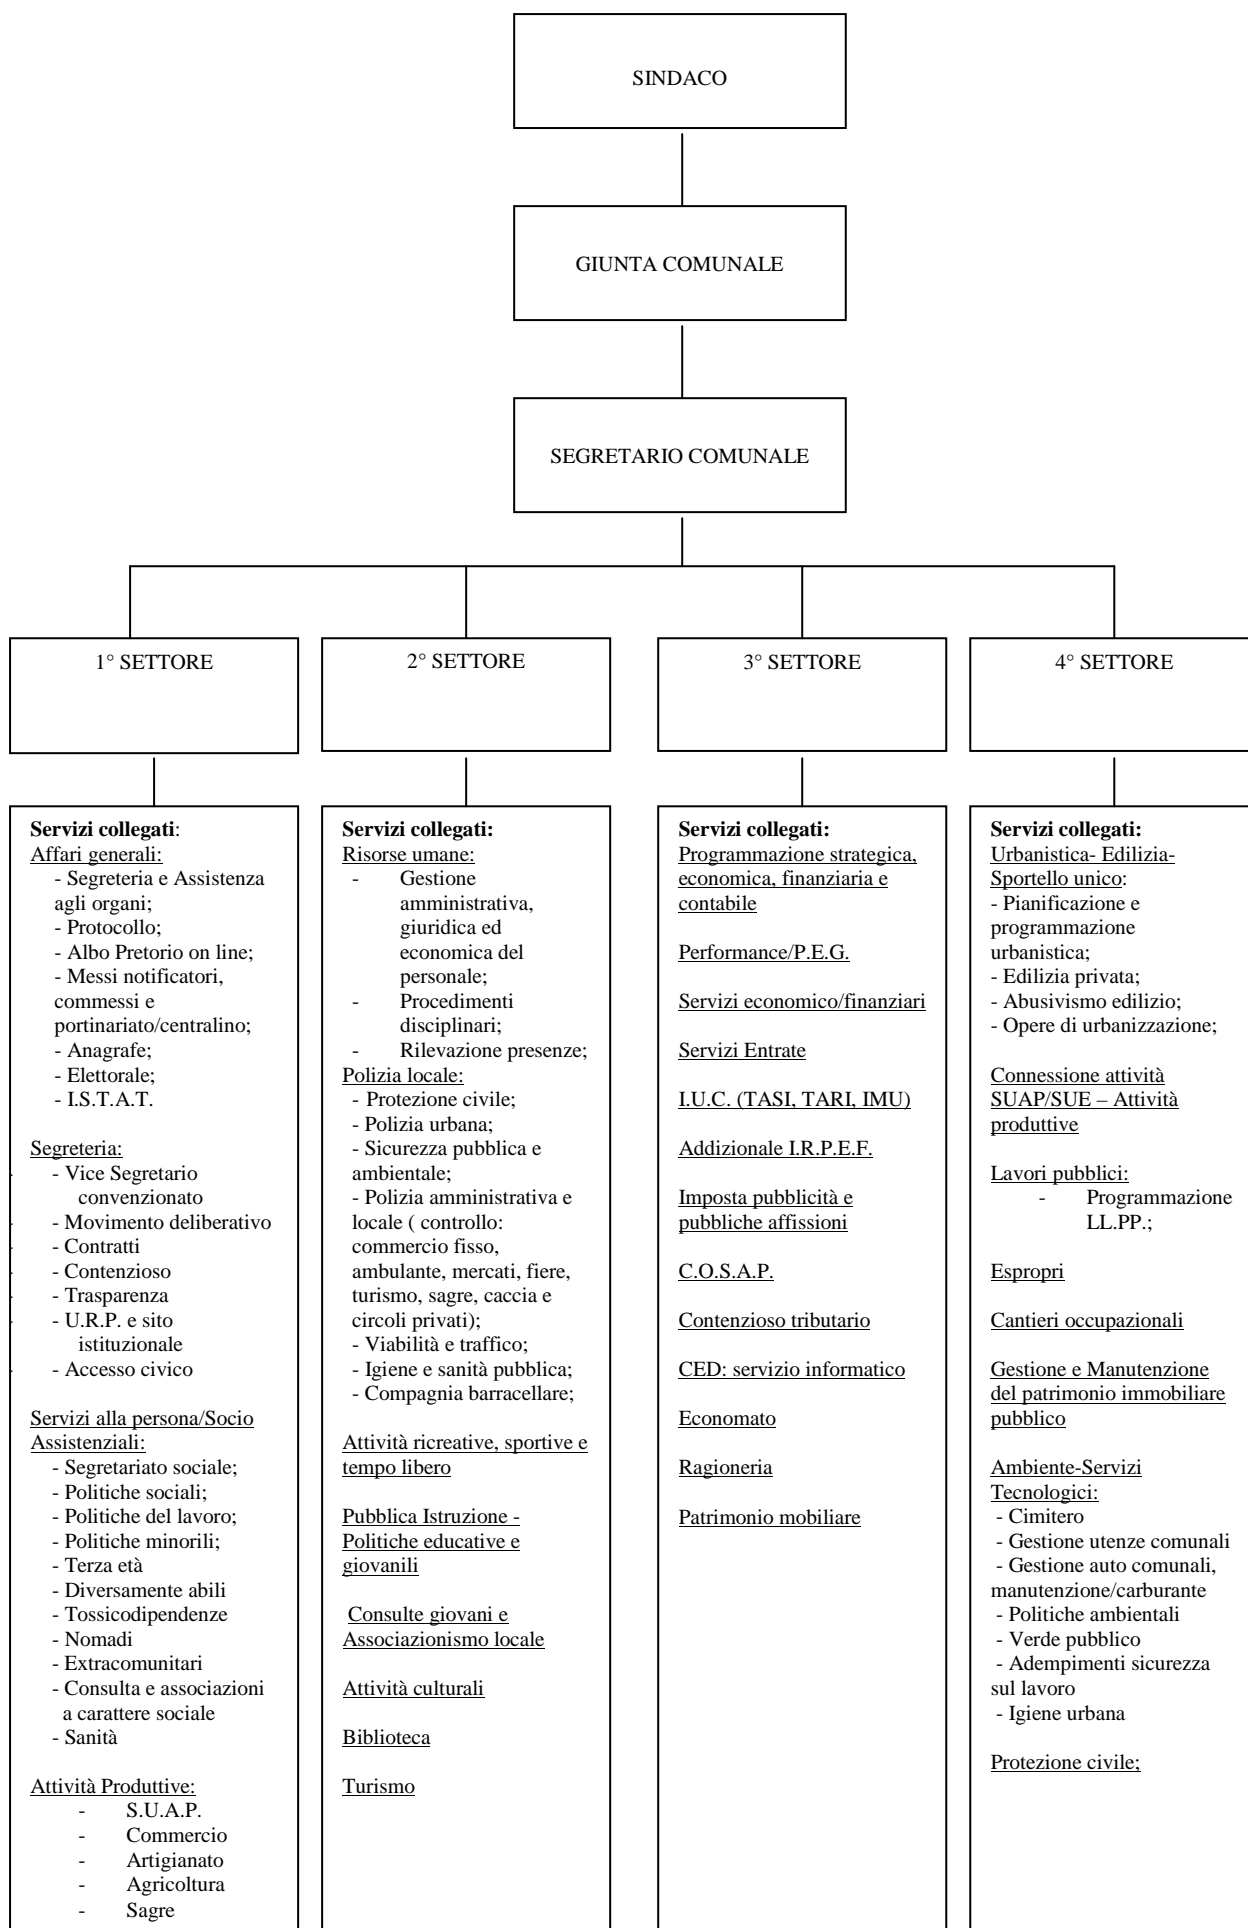 SINDACO
GIUNTA COMUNALE
SEGRETARIO COMUNALE
1° SETTORE
2° SETTORE
3° SETTORE
4° SETTORE
Servizi collegati:
Affari generali:
- Segreteria e Assistenza
agli organi;
- Protocollo;
- Albo Pretorio on line;
- Messi notificatori,
commessi e
portinariato/centralino;
- Anagrafe;
- Elettorale;
- I.S.T.A.T.
Segreteria:
- Vice Segretario
convenzionato
- Movimento deliberativo
- Contratti
- Contenzioso
- Trasparenza
- U.R.P. e sito
istituzionale
- Accesso civico
Servizi alla persona/Socio
Assistenziali:
- Segretariato sociale;
- Politiche sociali;
- Politiche del lavoro;
- Politiche minorili;
- Terza età
- Diversamente abili
- Tossicodipendenze
- Nomadi
- Extracomunitari
- Consulta e associazioni
a carattere sociale
- Sanità
Attività Produttive:
- S.U.A.P.
- Commercio
- Artigianato
- Agricoltura
- Sagre
Servizi collegati:
Risorse umane:
- Gestione
amministrativa,
giuridica ed
economica del
personale;
- Procedimenti
disciplinari;
- Rilevazione presenze;
Polizia locale:
- Protezione civile;
- Polizia urbana;
- Sicurezza pubblica e
ambientale;
- Polizia amministrativa e
locale ( controllo:
commercio fisso,
ambulante, mercati, fiere,
turismo, sagre, caccia e
circoli privati);
- Viabilità e traffico;
- Igiene e sanità pubblica;
- Compagnia barracellare;
Attività ricreative, sportive e
tempo libero
Pubblica Istruzione -
Politiche educative e
giovanili
Consulte giovani e
Associazionismo locale
Attività culturali
Biblioteca
Turismo
Servizi collegati:
Programmazione strategica,
economica, finanziaria e
contabile
Performance/P.E.G.
Servizi economico/finanziari
Servizi Entrate
I.U.C. (TASI, TARI, IMU)
Addizionale I.R.P.E.F.
Imposta pubblicità e
pubbliche affissioni
C.O.S.A.P.
Contenzioso tributario
CED: servizio informatico
Economato
Ragioneria
Patrimonio mobiliare
Servizi collegati:
Urbanistica- Edilizia-
Sportello unico:
- Pianificazione e
programmazione
urbanistica;
- Edilizia privata;
- Abusivismo edilizio;
- Opere di urbanizzazione;
Connessione attività
SUAP/SUE – Attività
produttive
Lavori pubblici:
- Programmazione
LL.PP.;
Espropri
Cantieri occupazionali
Gestione e Manutenzione
del patrimonio immobiliare
pubblico
Ambiente-Servizi
Tecnologici:
- Cimitero
- Gestione utenze comunali
- Gestione auto comunali,
manutenzione/carburante
- Politiche ambientali
- Verde pubblico
- Adempimenti sicurezza
sul lavoro
- Igiene urbana
Protezione civile;